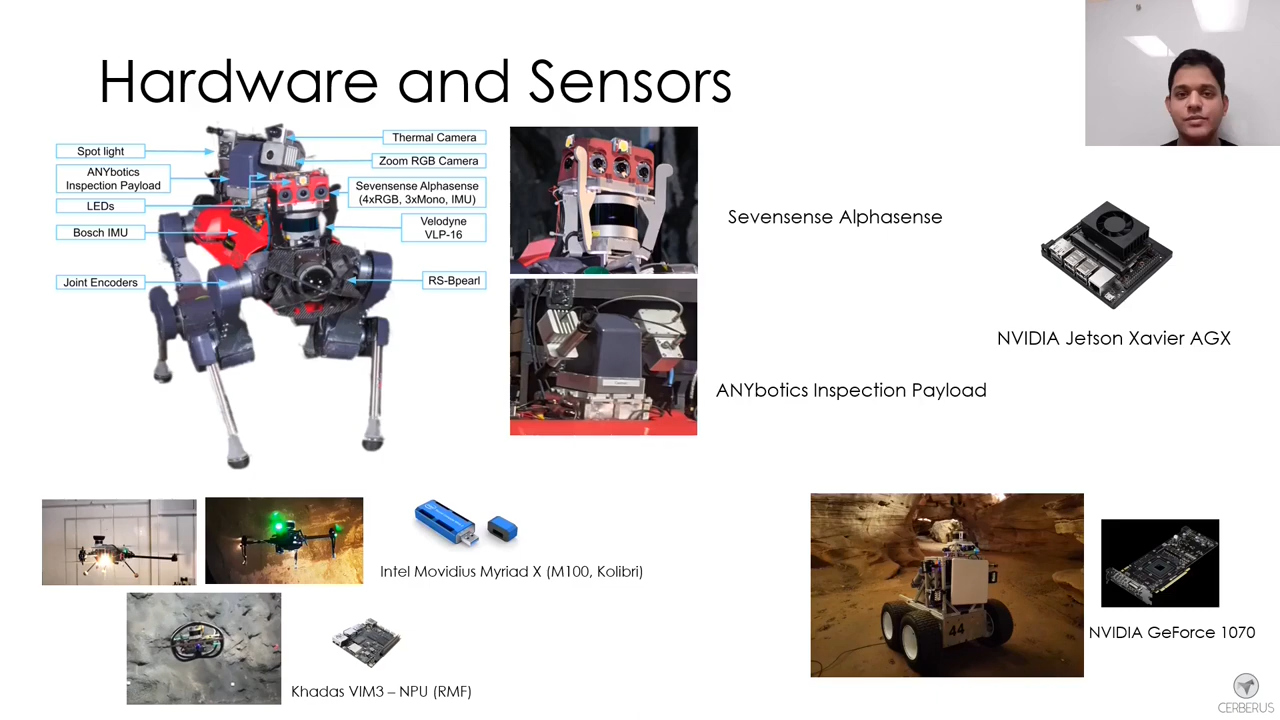 Hardware and Sensors
Thermal Camera
Spot light
Zoom RGB Camera
ANYbotics
Inspection Payload
Sevensense Alphasense
(4xRGB, 3xMono, IMU)
LEDs
Velodyne
VLP-16
Bosch IMU
Joint Encoders
RS-Bpearl
Sevensense Alphasense
NVIDIA Jetson Xavier AGX
ANYbotics Inspection Payload
Intel Movidius Myriad X (M100, Kolibri)
44
NVIDIA GeForce 1070
Khadas VIM3 – NPU (RMF)
CERBERUS